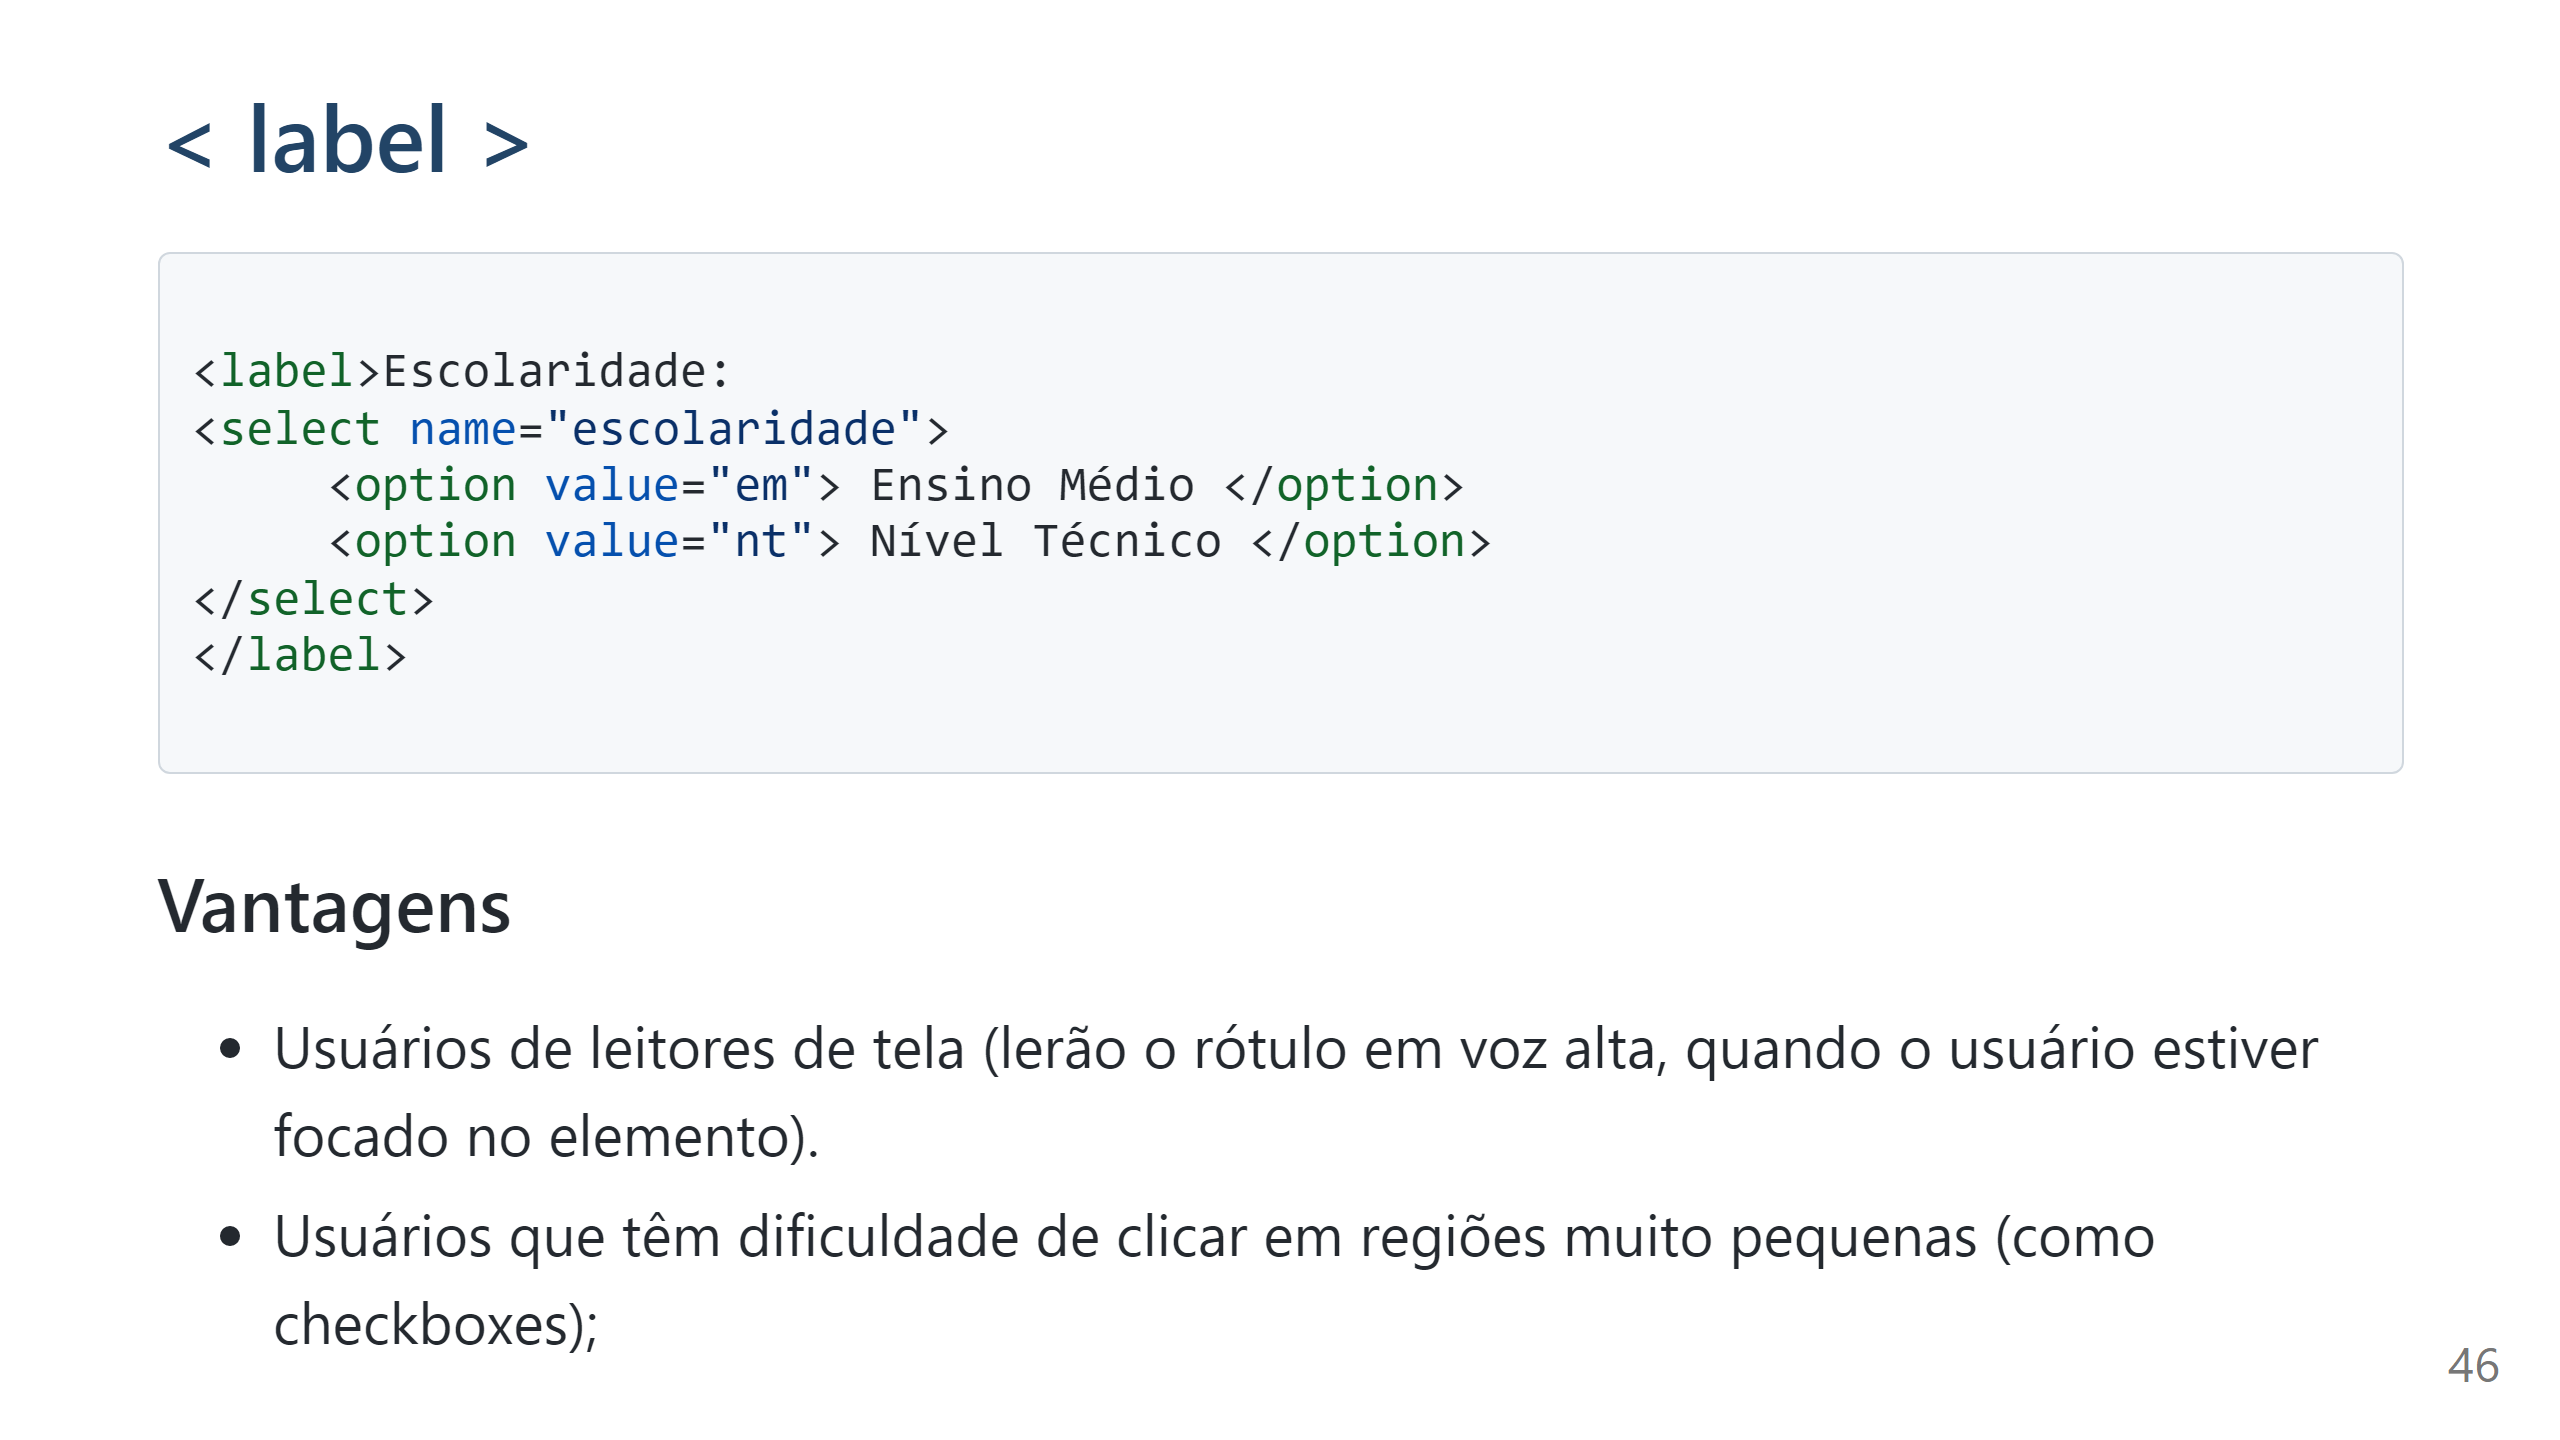 < label >
<label>Escolaridade:
<select name="escolaridade">
     <option value="em"> Ensino Médio </option>
     <option value="nt"> Nível Técnico </option>
</select>
</label>
Vantagens
• Usuários de leitores de tela (lerão o rótulo em voz alta, quando o usuário estiver
focado no elemento).
• Usuários que têm dificuldade de clicar em regiões muito pequenas (como
checkboxes);
46